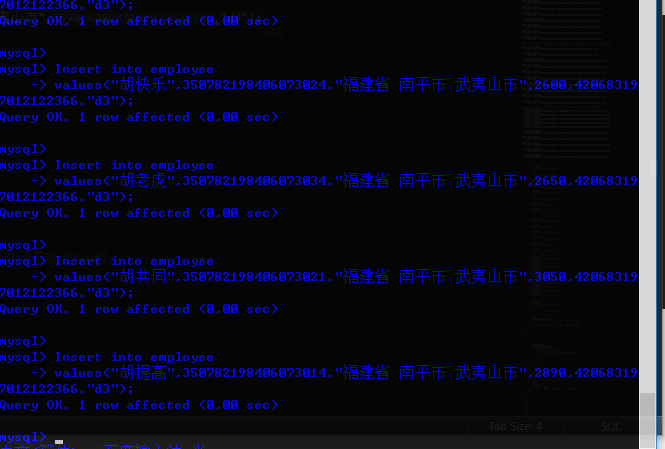 7012122366,"d3");
Query OK, 1 row affected (0.00 sec)
mysql>
mysql> Insert into employee
-> values("胡快乐",350782198406073024,"福建省 南平市 武夷山市",2600,42068319
7012122366,"d3");
Query OK, 1 row affected (0.00 sec)
mysql>
mysql> Insert into employee
-> values("胡老虎",350782198406073034,"福建省 南平市 武夷山市",2650,42068319
7012122366,"d3");
Query OK, 1 row affected (0.00 sec)
mysql>
mysql> Insert into employee
-> values("胡共同",350782198406073021,"福建省 南平市 武夷山市",3050,42068319
7012122366,"d3");
Query OK, 1 row affected (0.00 sec)
mysql>
mysql> Insert into employee
-> values("胡提高",350782198406073014,"福建省 南平市 武夷山市",2890,42068319
7012122366,"d3");
Query OK, 1 row affected (0.00 sec)
mysql>
Tab Size: 4 SQL